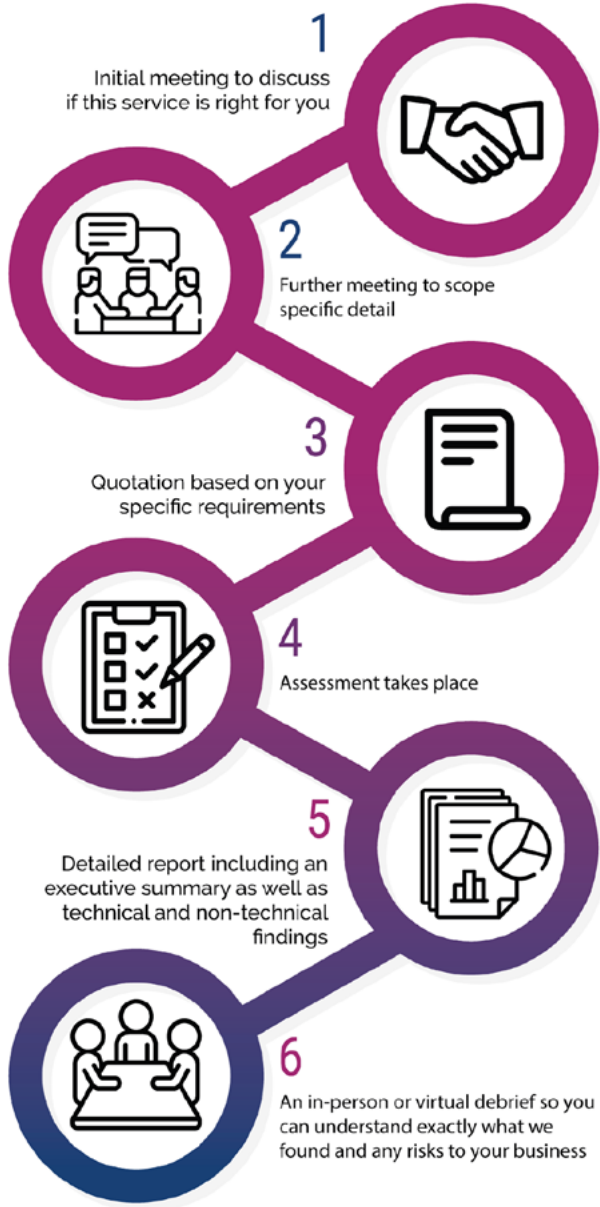 1
Initial meeting to discuss
if this service is right for you
2
Further meeting to scope
specific detail
3
Quotation based on your
specific requirements
4
Assessment takes place
5
Detailed report including an
executive summary as well as
technical and non-technical
findings
6
An in-person or virtual debrief so you
can understand exactly what we
found and any risks to your business